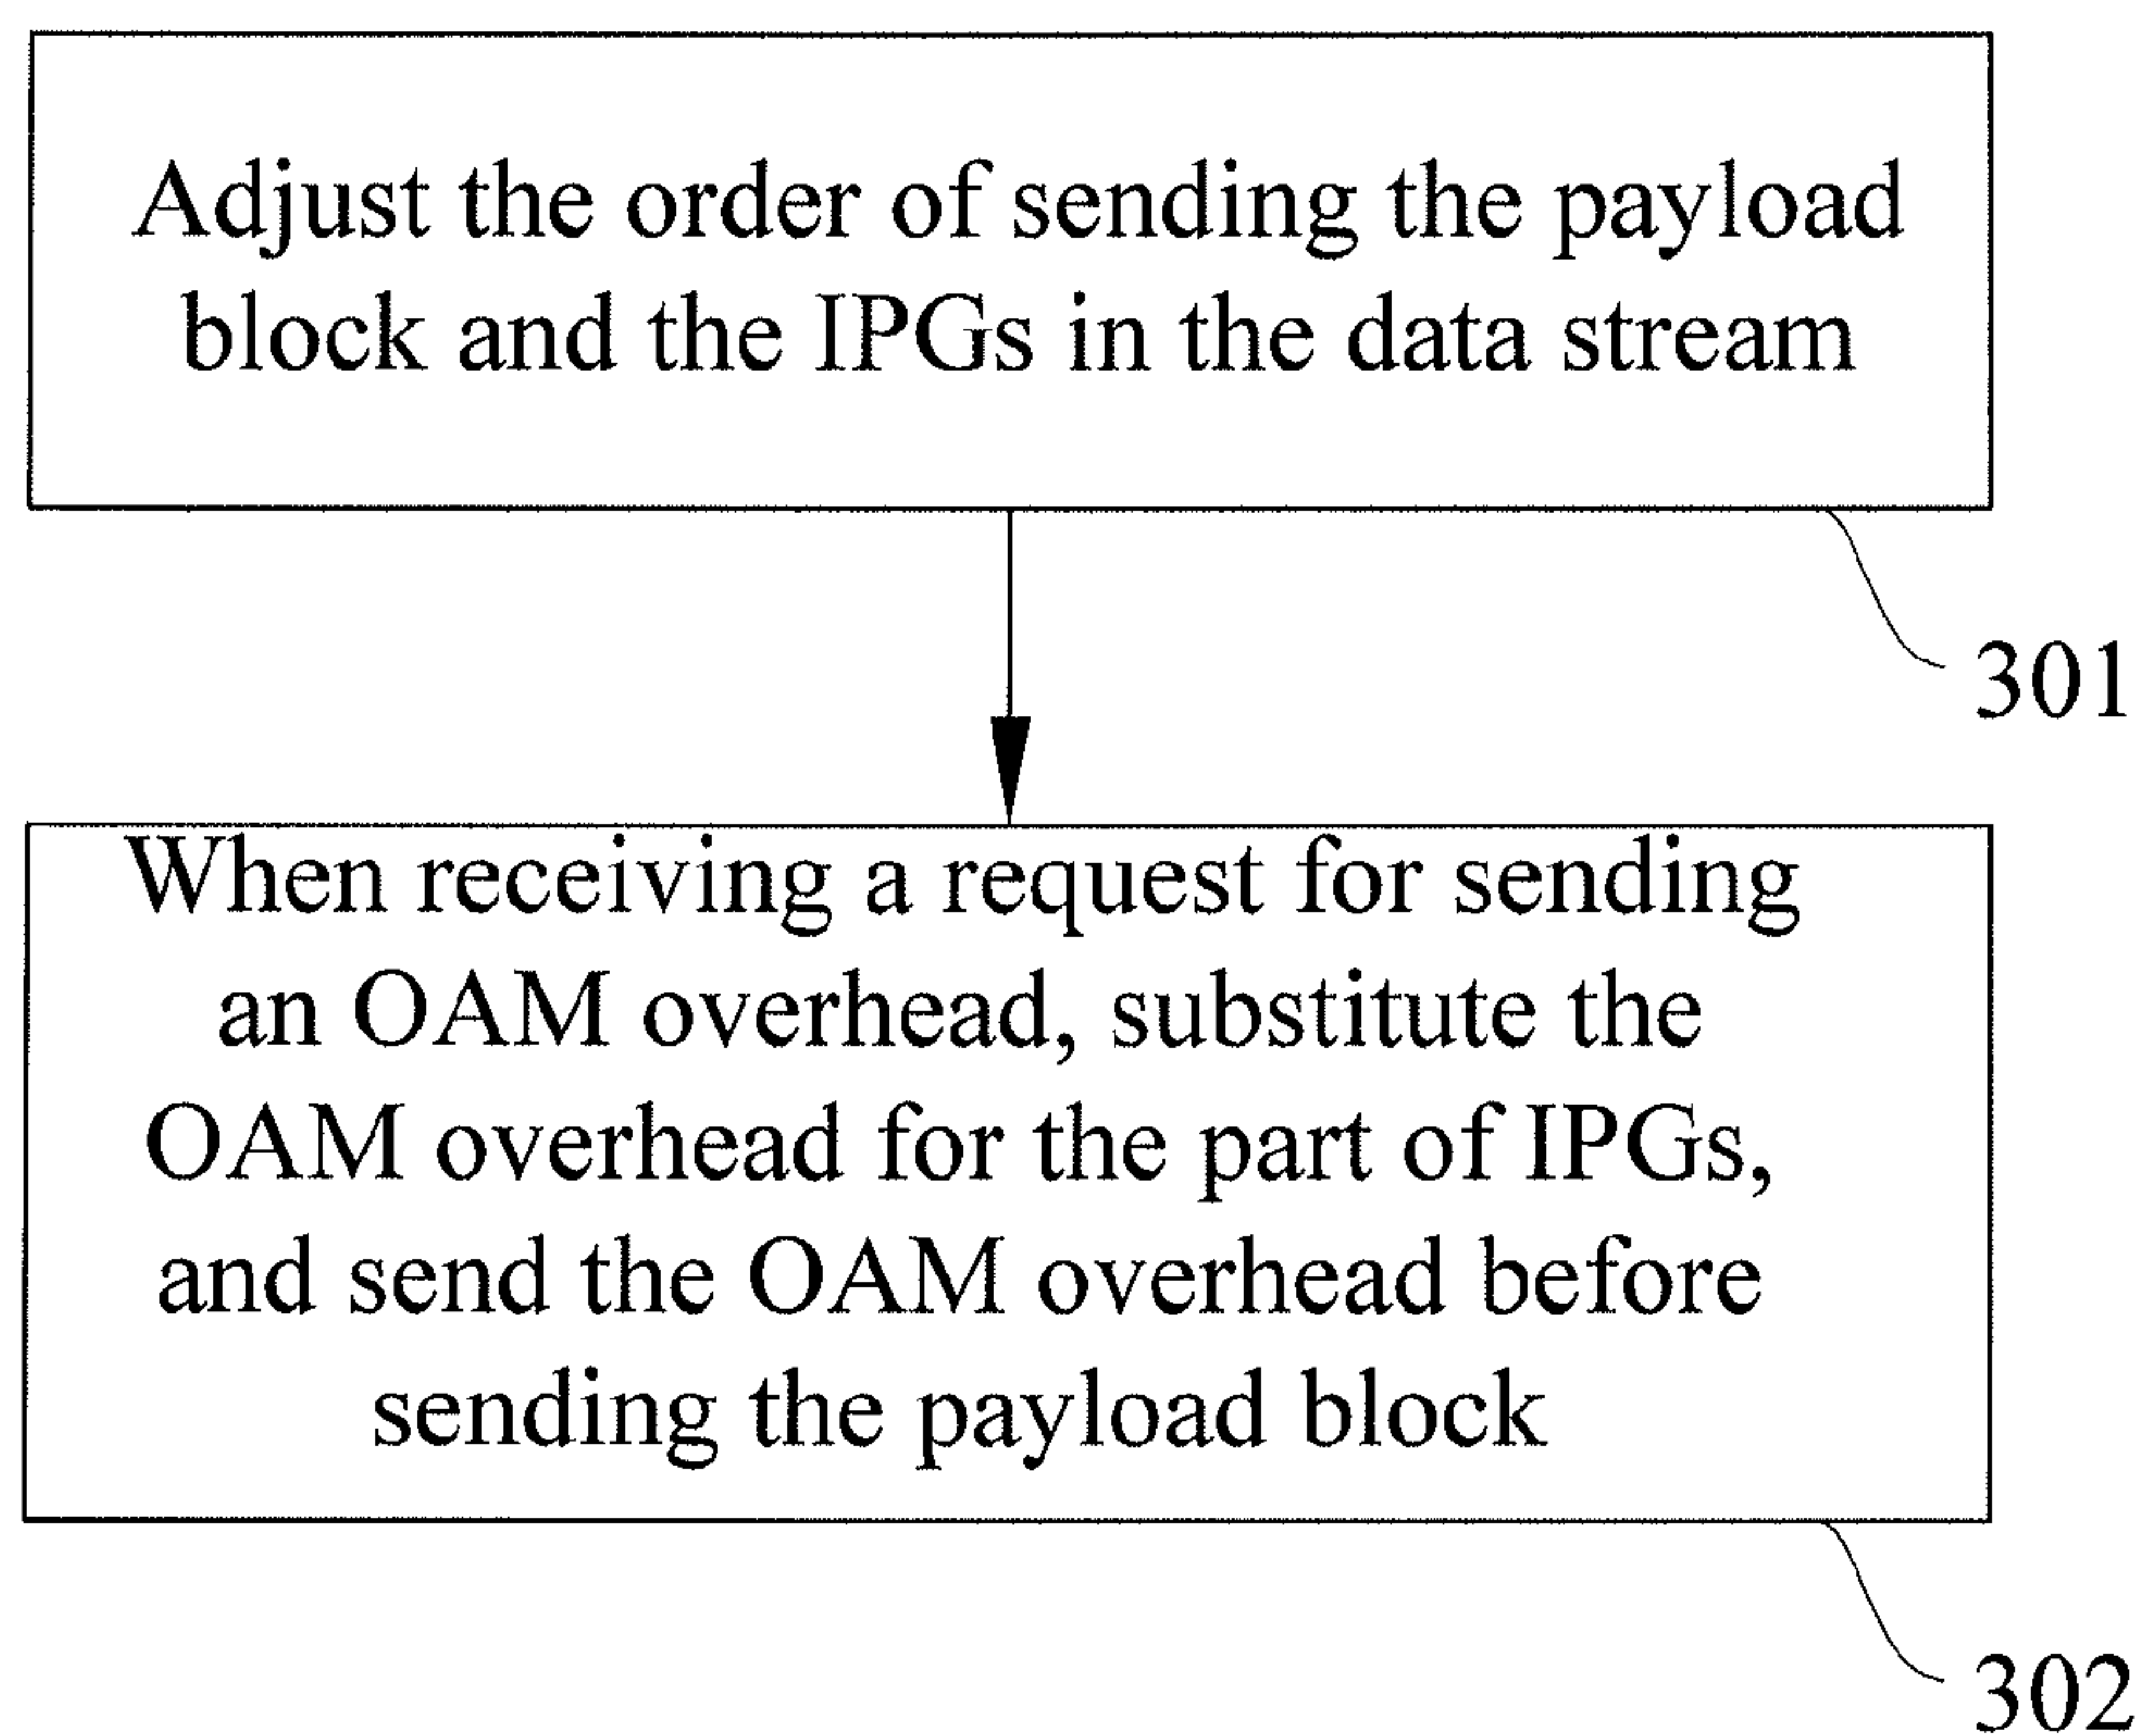 Adjust the order of sending the payload
block and the IPGs in the data stream
301
When receiving a request for sending
an OAM overhead, substitute the
OAM overhead for the part of IPGs,
and send the OAM overhead before
sending the payload block
302